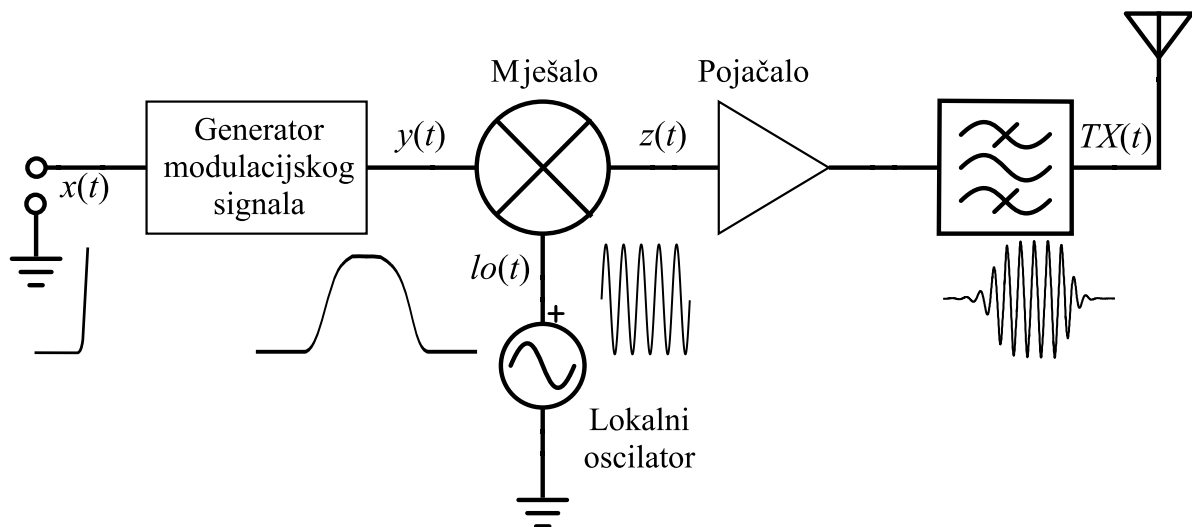 Mješalo
Pojačalo
Generator
modulacijskog
signala
x(t)
y(t)
z(t)
TX(t)
lo(t)
+
Lokalni
oscilator